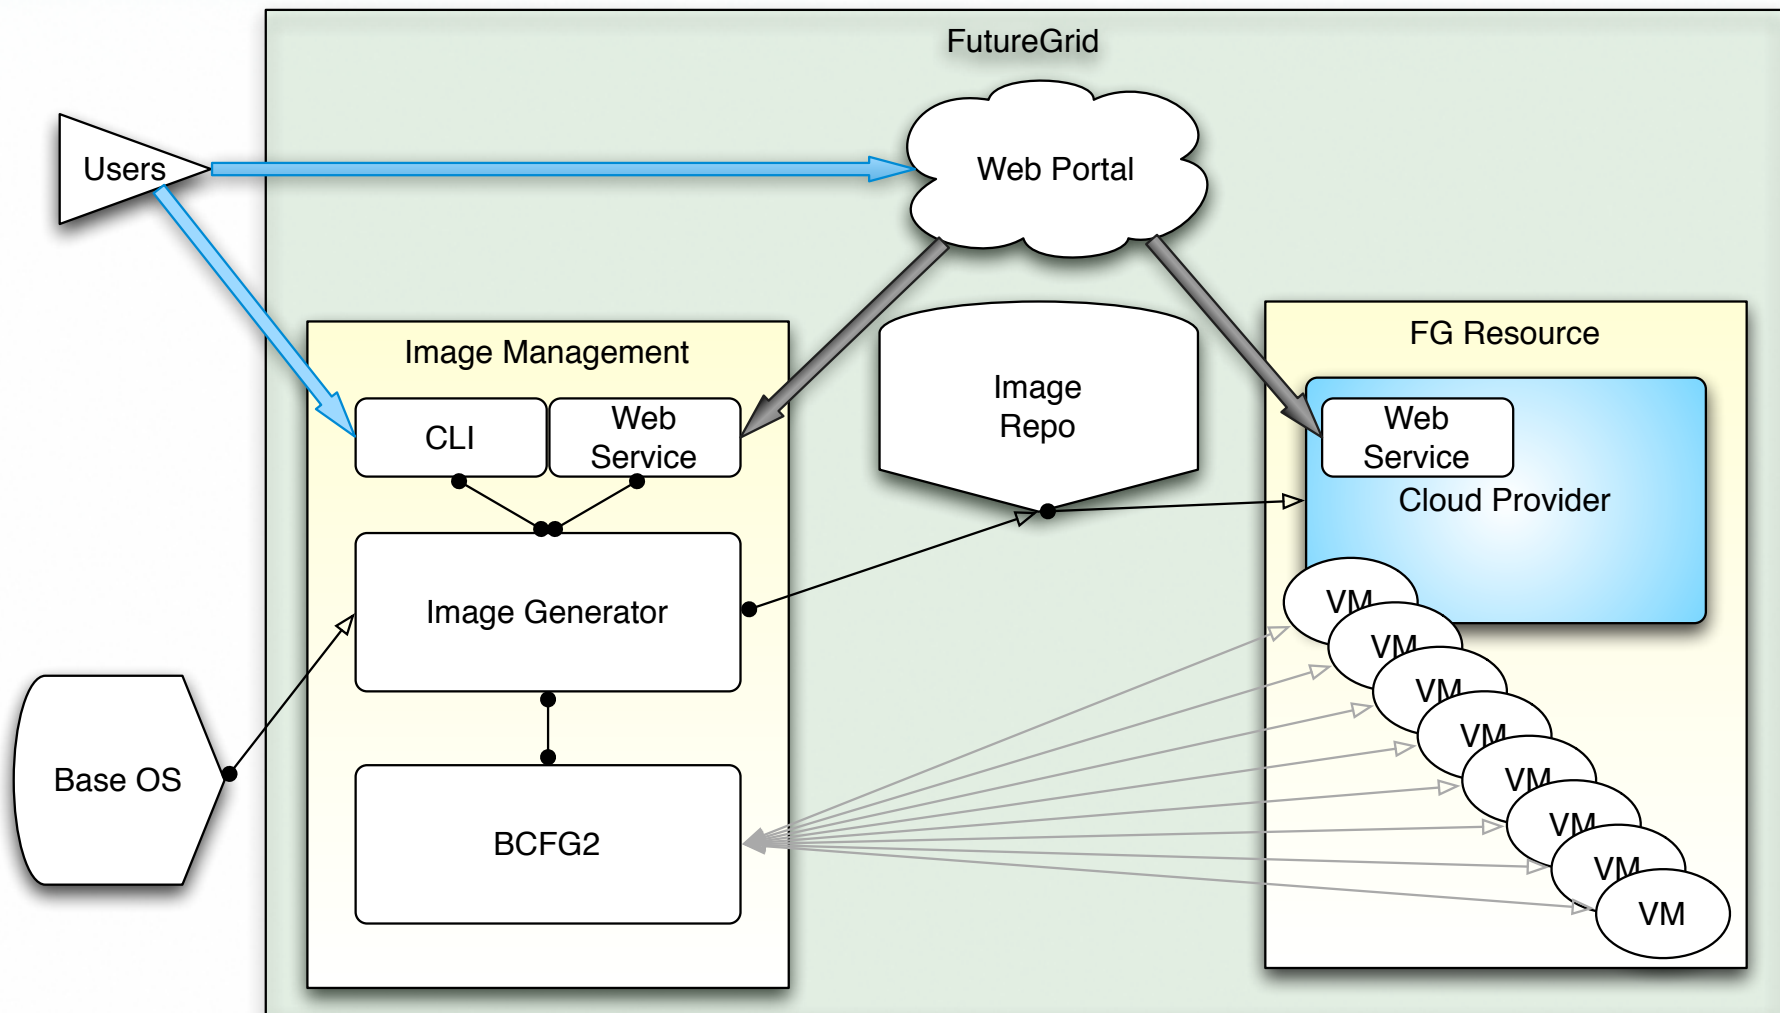 FutureGrid
Users
Web Portal
Image Management
CLI
Web
Service
Image
Repo
FG Resource
Web
Service
Cloud Provider
Image Generator
Base OS
BCFG2
VM
VM
VM
VM
VM
VM
VM
VM